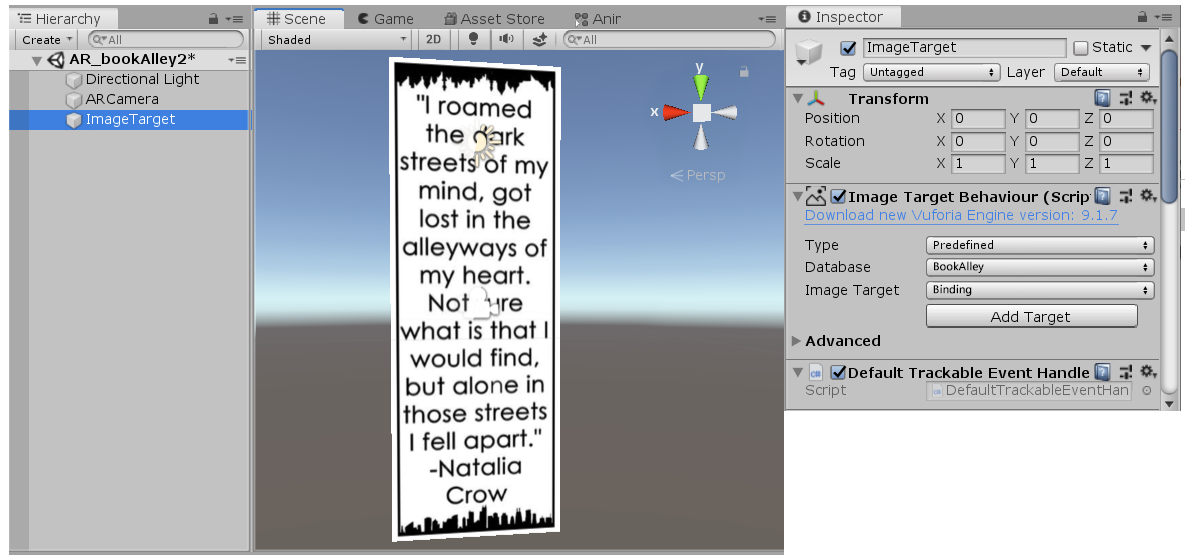 Hierarchy
Create
All
AR_bookAlley2*
Directional Light
ARCamera
ImageTarget
Scene
Game
Asset Store
Anir
Shaded
2D
All
y
x
Persp
"I roamed
the dark
streets of my
mind, got
lost in the
alleyways of
my heart.
Not sure
what is that I
would find,
but alone in
those streets
I fell apart."
-Natalia
Crow
Inspector
ImageTarget
Static
Tag Untagged Layer Default
Transform
Position X 0 Y 0 Z 0
Rotation X 0 Y 0 Z 0
Scale X 1 Y 1 Z 1
Image Target Behaviour (Scrip
Download new Vuforia Engine version: 9.1.7
Type Predefined
Database BookAlley
Image Target Binding
Add Target
Advanced
Default Trackable Event Handle
Script c# DefaultTrackableEventHan